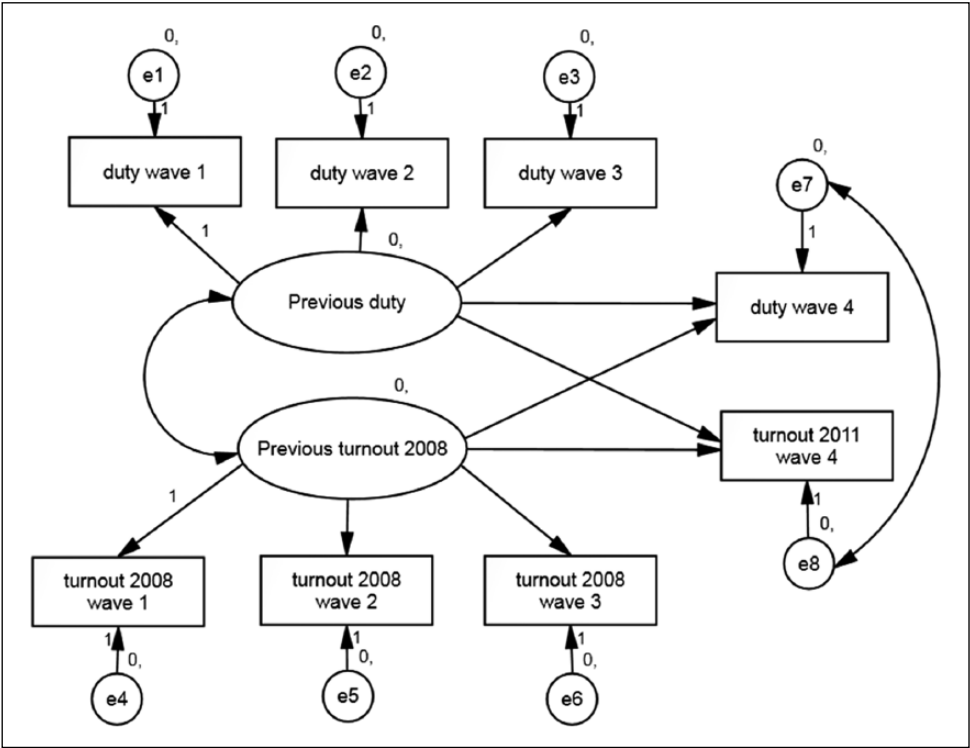 0,
0,
0,
e1
e2
e3
1
1
1
duty wave 1
duty wave 2
duty wave 3
0,
e7
1
1
0,
Previous duty
duty wave 4
0,
Previous turnout 2008
turnout 2011
wave 4
1
1
0,
e8
turnout 2008
wave 1
turnout 2008
wave 2
turnout 2008
wave 3
1
0,
1
0,
1
0,
e4
e5
e6